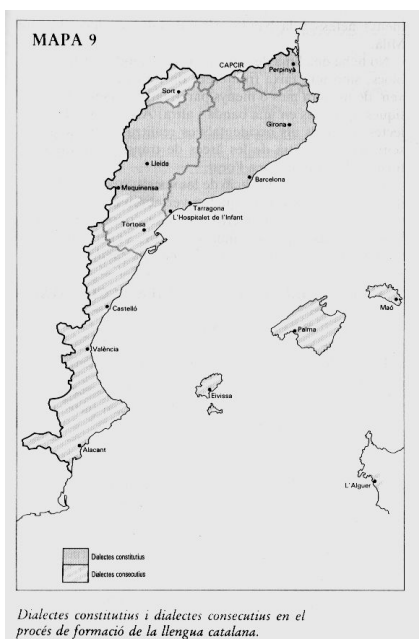 MAPA 9
CAPCIR
Perpinyà
Sort
Girona
Lleida
Barcelona
Mequinensa
Tarragona
L'Hospitalet de l'Infant
Tortosa
Castelló
Maó
Palma
València
Eivissa
Alacant
L'Alguer
Dialectes constitutius
Dialectes consecutius
Dialectes constitutius i dialectes consecutius en el
procés de formació de la llengua catalana.